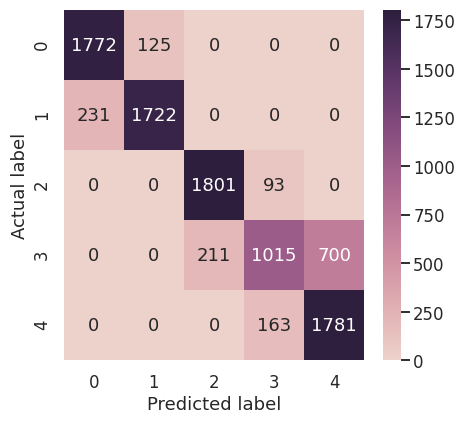 0 1772 125 0 0 0
1 231 1722 0 0 0
2 0 0 1801 93 0
3 0 0 211 1015 700
4 0 0 0 163 1781
0 1 2 3 4
Actual label
Predicted label
1750
1500
1250
1000
750
500
250
0